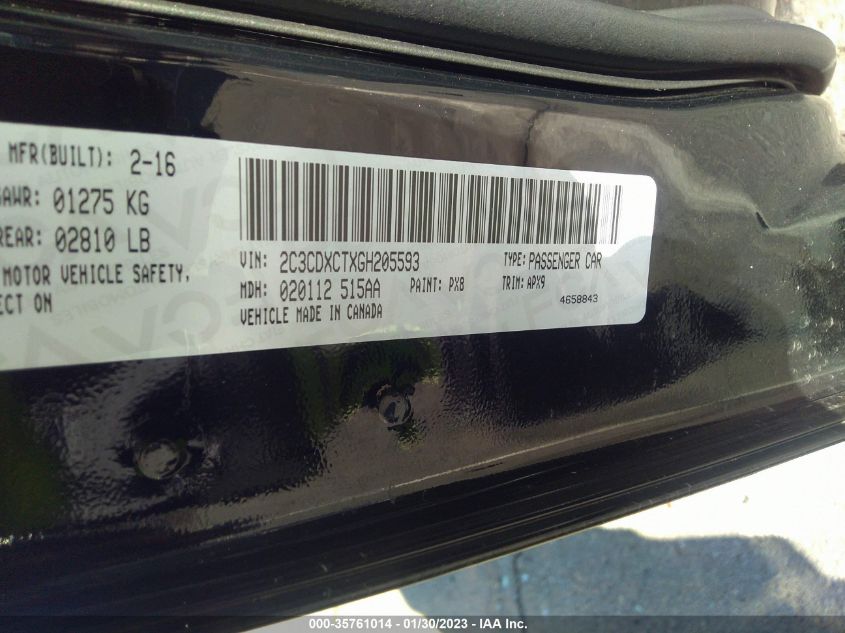 MFR(BUILT): 2-16
GAWR: 01275 KG
REAR: 02810 LB
MOTOR VEHICLE SAFETY,
ECT ON
VIN: 2C3CDXCTXGH205593
TYPE: PASSENGER CAR
MDH: 020112 515AA PAINT: PX8 TRIM: APX9
VEHICLE MADE IN CANADA
4658843
000-35761014 - 01/30/2023 - IAA Inc.